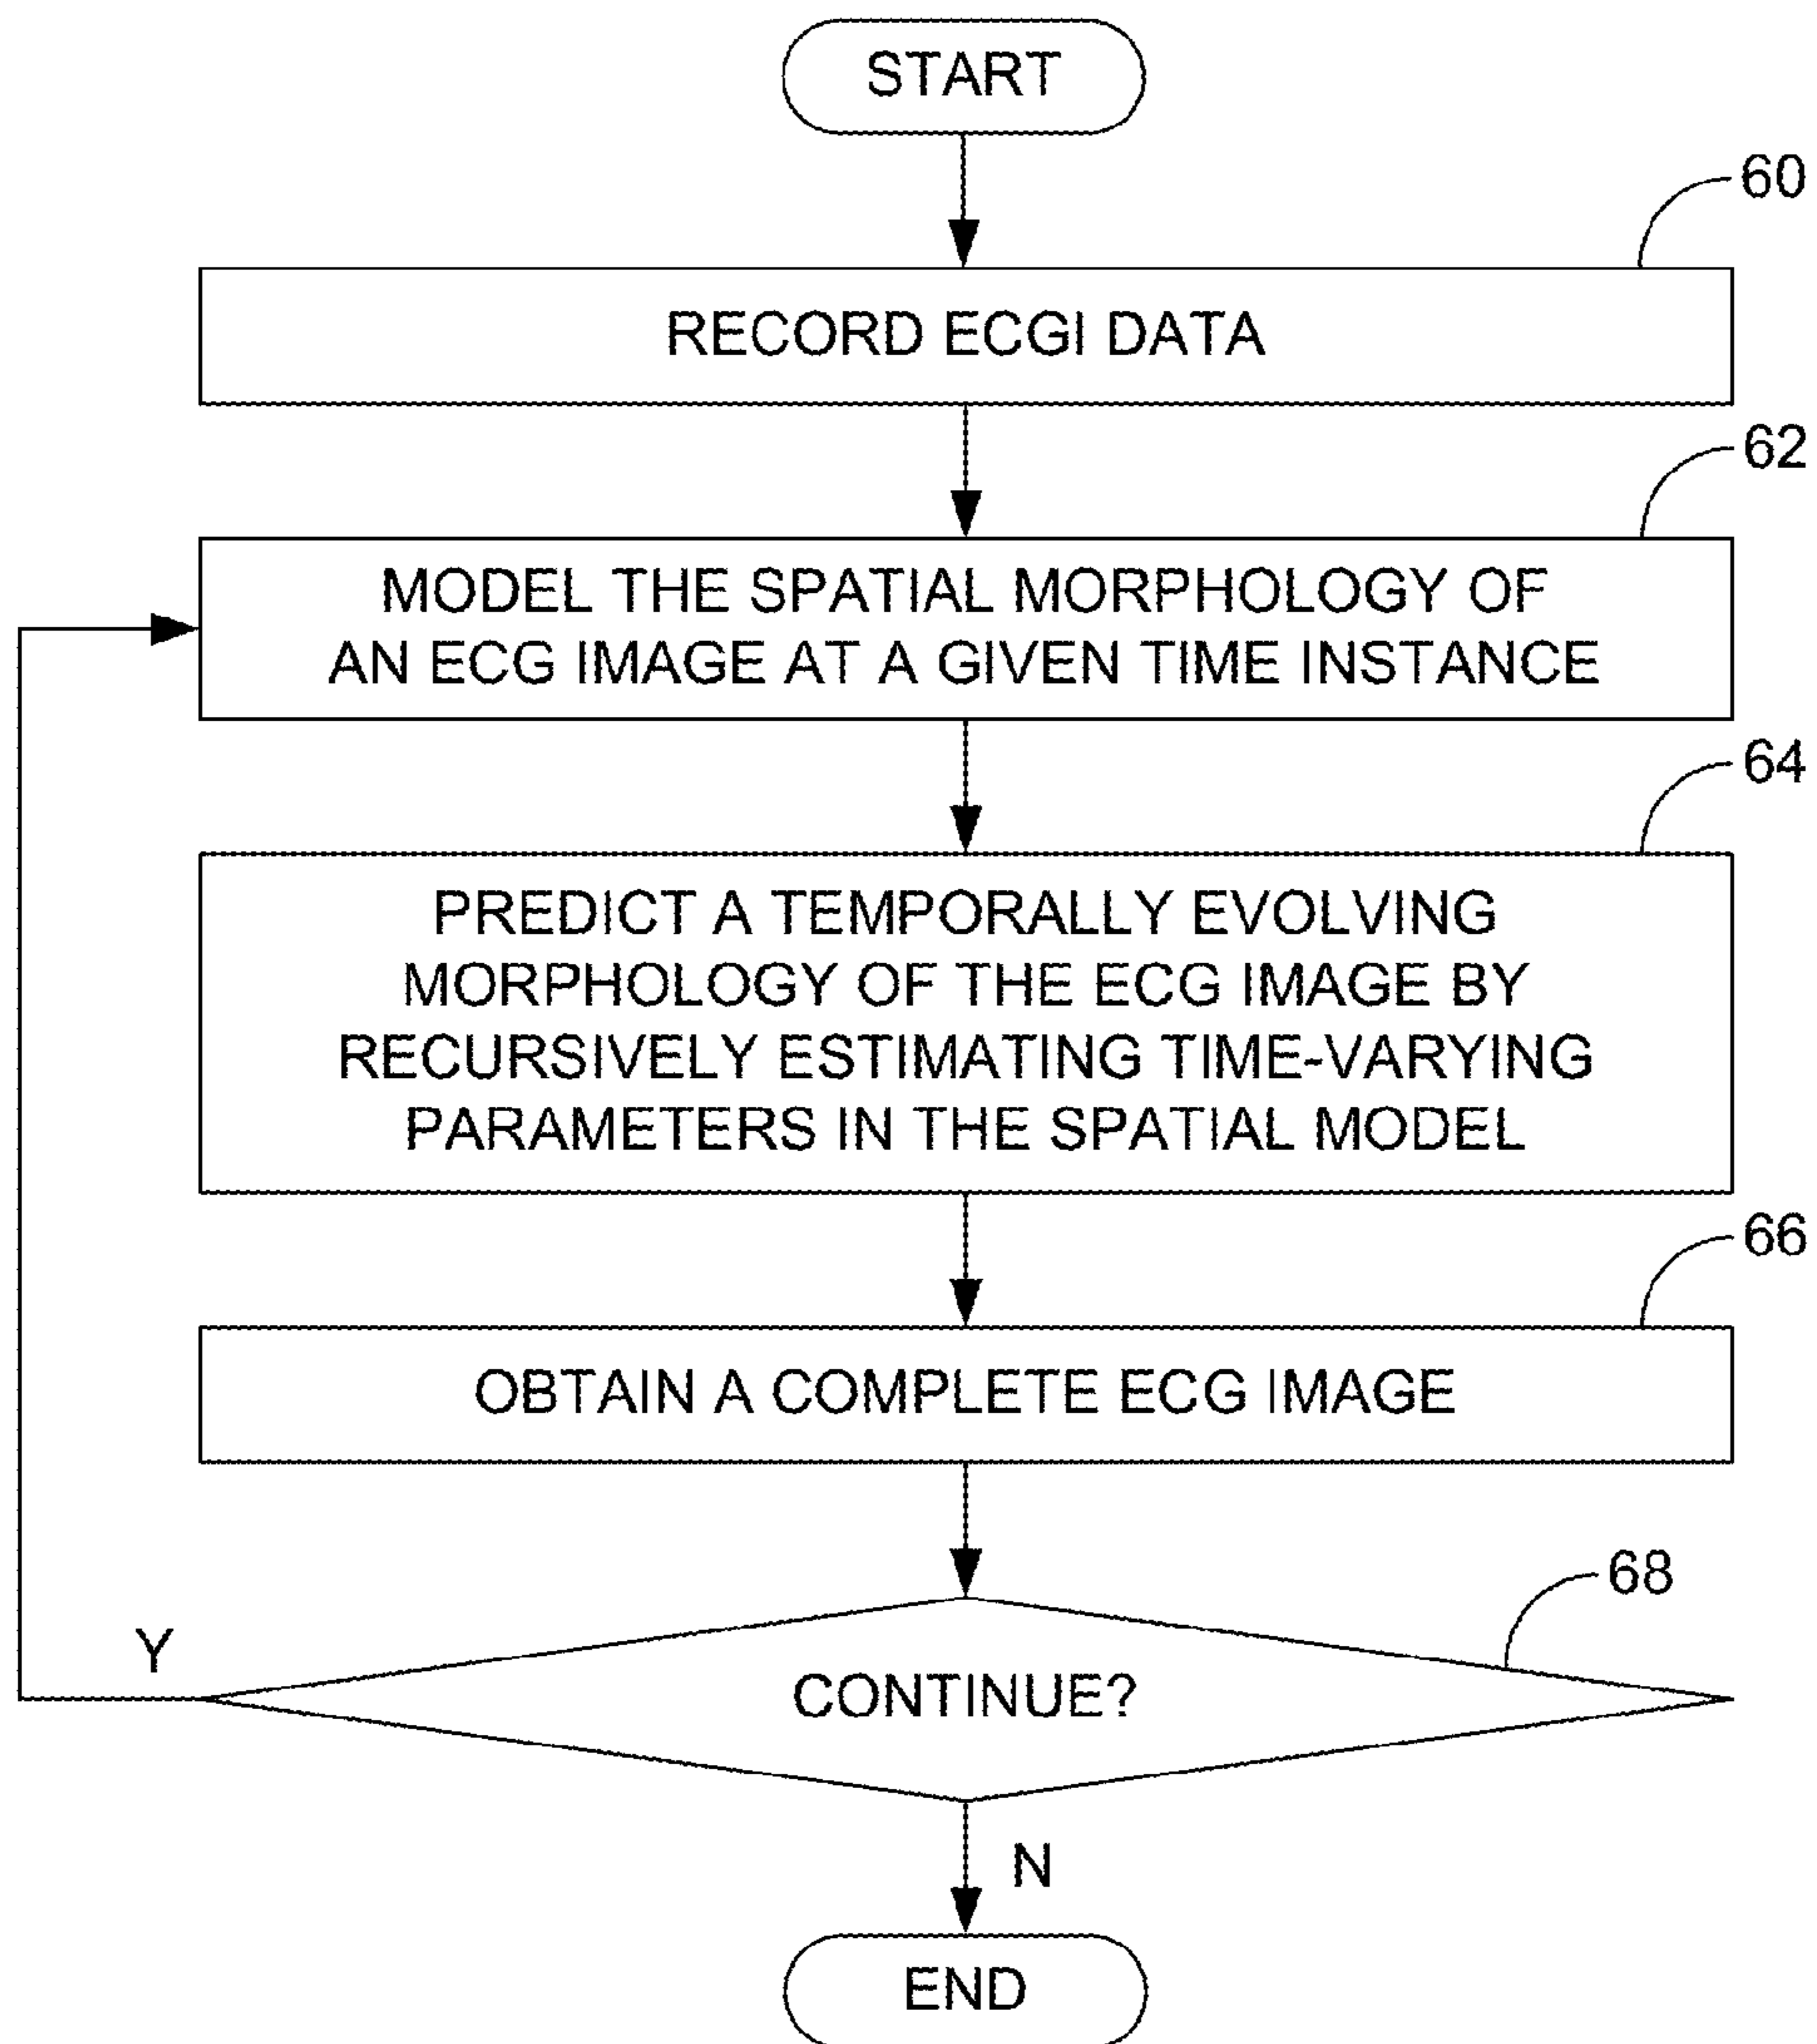 START
60
RECORD ECGI DATA
62
MODEL THE SPATIAL MORPHOLOGY OF
AN ECG IMAGE AT A GIVEN TIME INSTANCE
64
PREDICT A TEMPORALLY EVOLVING
MORPHOLOGY OF THE ECG IMAGE BY
RECURSIVELY ESTIMATING TIME-VARYING
PARAMETERS IN THE SPATIAL MODEL
66
OBTAIN A COMPLETE ECG IMAGE
68
Y
CONTINUE?
N
END